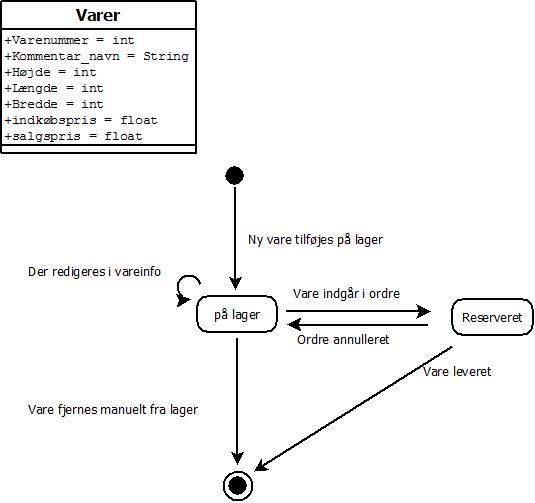 Varer
+Varenummer = int
+Kommentar_navn = String
+Højde = int
+Længde = int
+Bredde = int
+indkøbspris = float
+salgspris = float
Ny vare tilføjes på lager
Der redigeres i vareinfo
på lager
Vare indgår i ordre
Reserveret
Ordre annulleret
Vare leveret
Vare fjernes manuelt fra lager